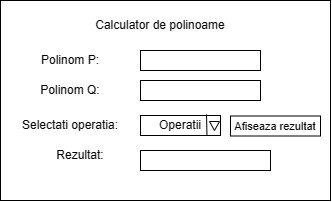 Calculator de polinoame
Polinom P:
Polinom Q:
Selectati operatia: Operatii Afiseaza rezultat
Rezultat: